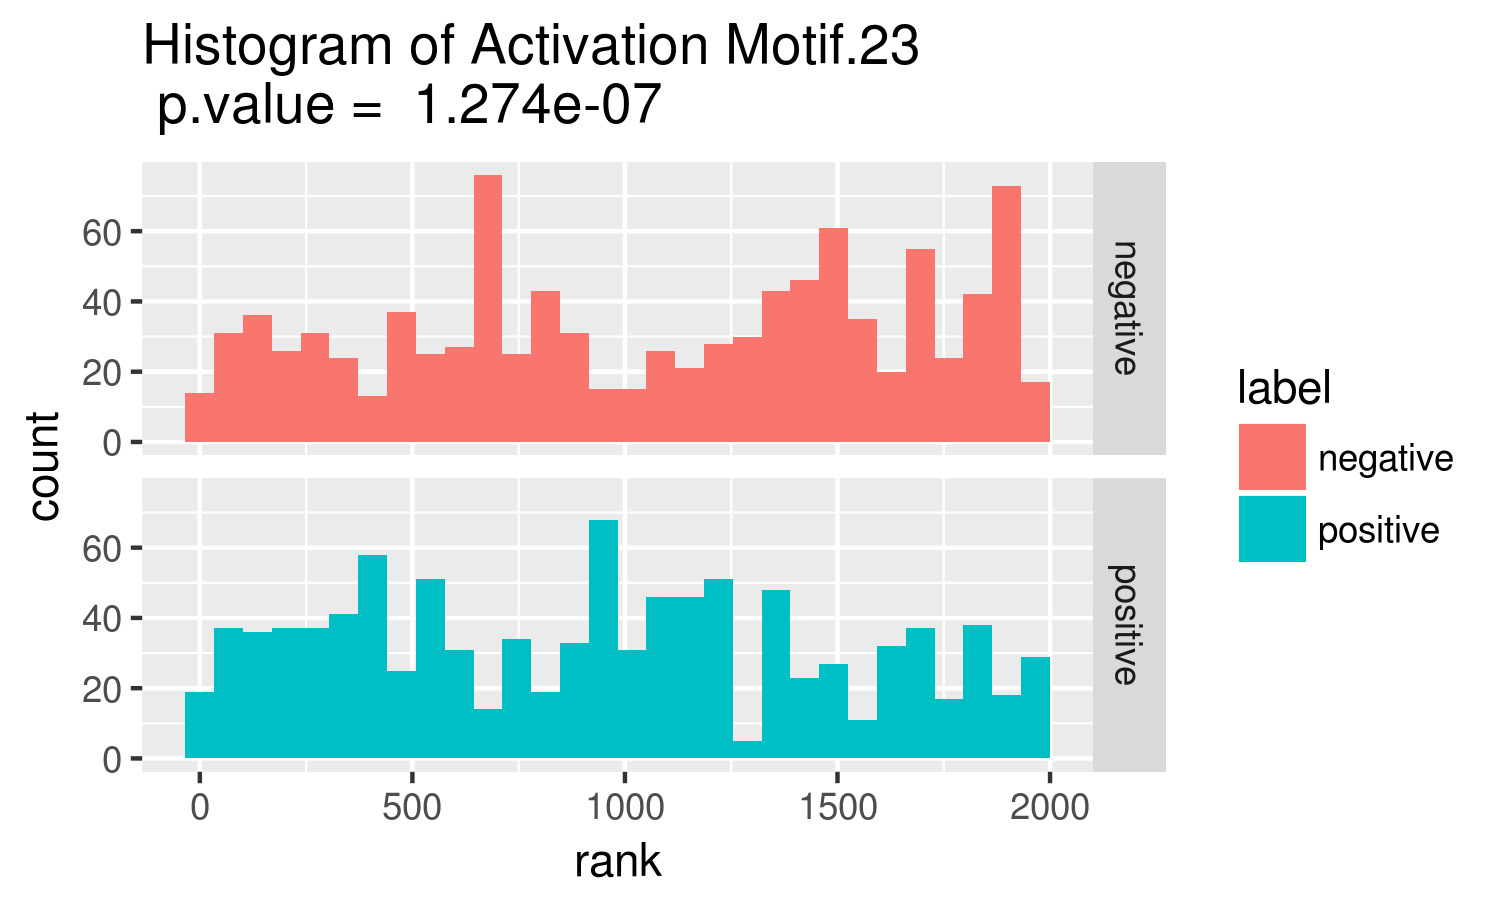 Histogram of Activation Motif.23
p.value =  1.274e-07
count
60
40
20
0
negative
60
40
20
0
positive
0 500 1000 1500 2000
rank
label
negative
positive